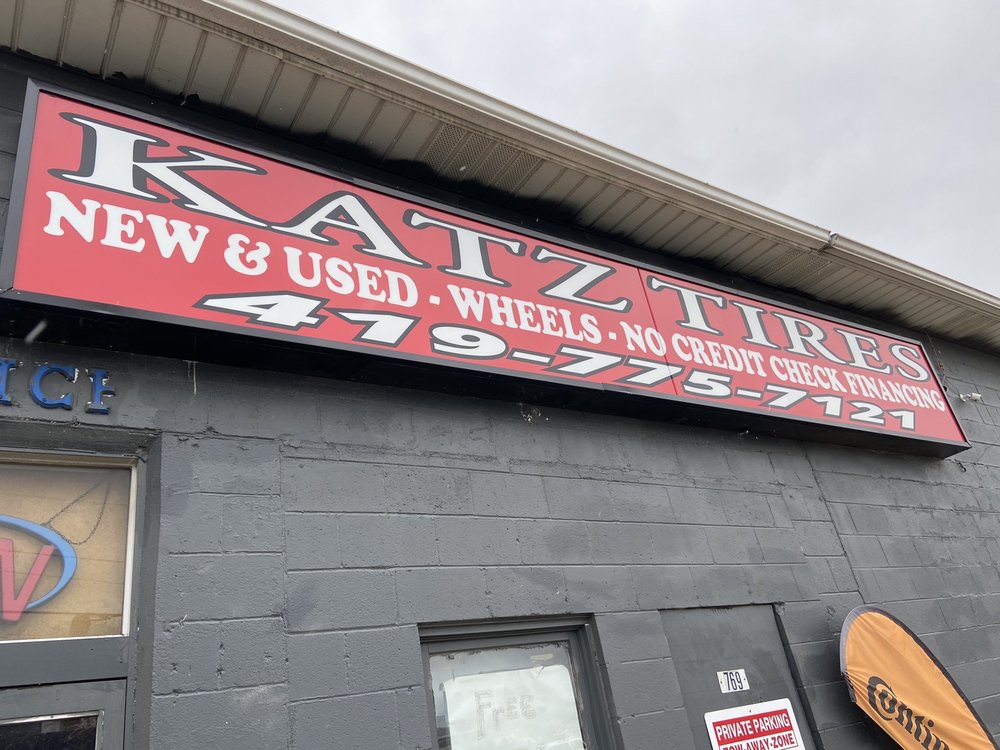 KATZ TIRES
NEW & USED - WHEELS - NO CREDIT CHECK FINANCING
419-775-7121
FREE
769
PRIVATE PARKING
TOW-AWAY-ZONE